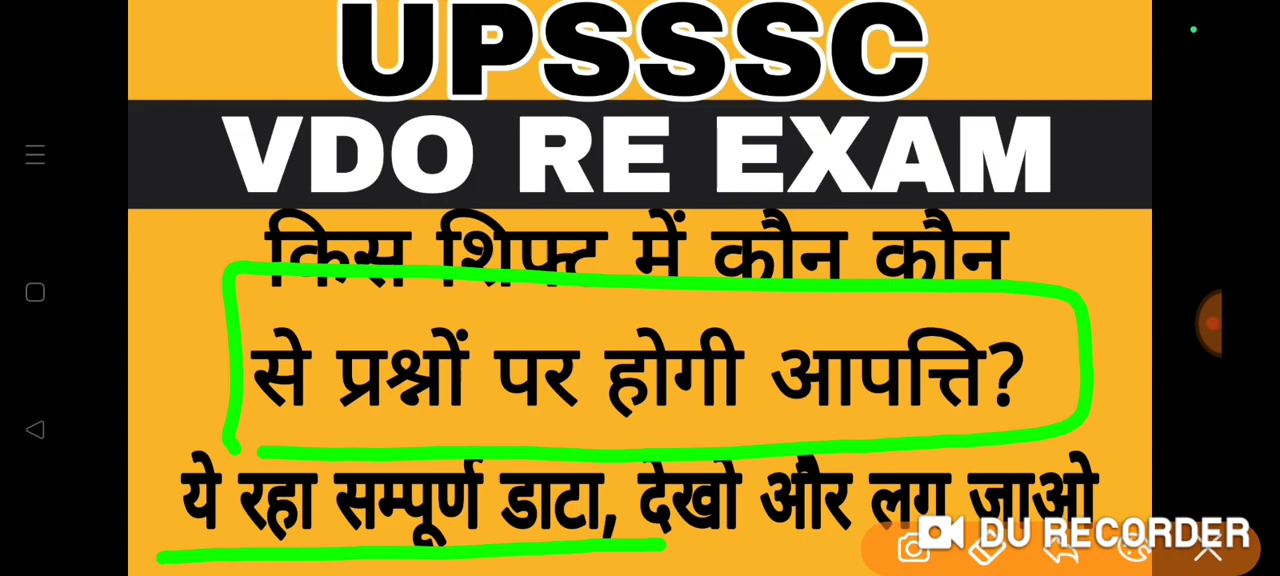 UPSSSC
VDO RE EXAM
किस शिफ्ट में कौन कौन
से प्रश्नों पर होगी आपत्ति?
ये रहा सम्पूर्ण डाटा, देखो और लग जाओ
DU RECORDER